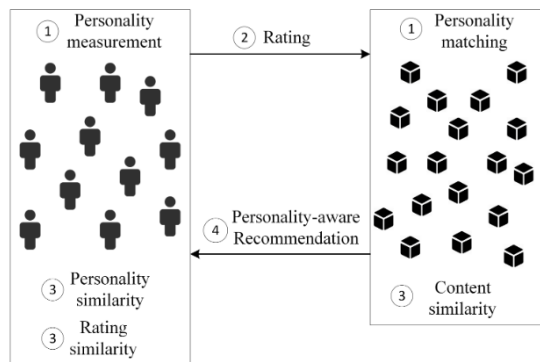 ① Personality
measurement
② Rating
① Personality
matching
④ Personality-aware
Recommendation
③ Personality
similarity
③ Rating
similarity
③ Content
similarity